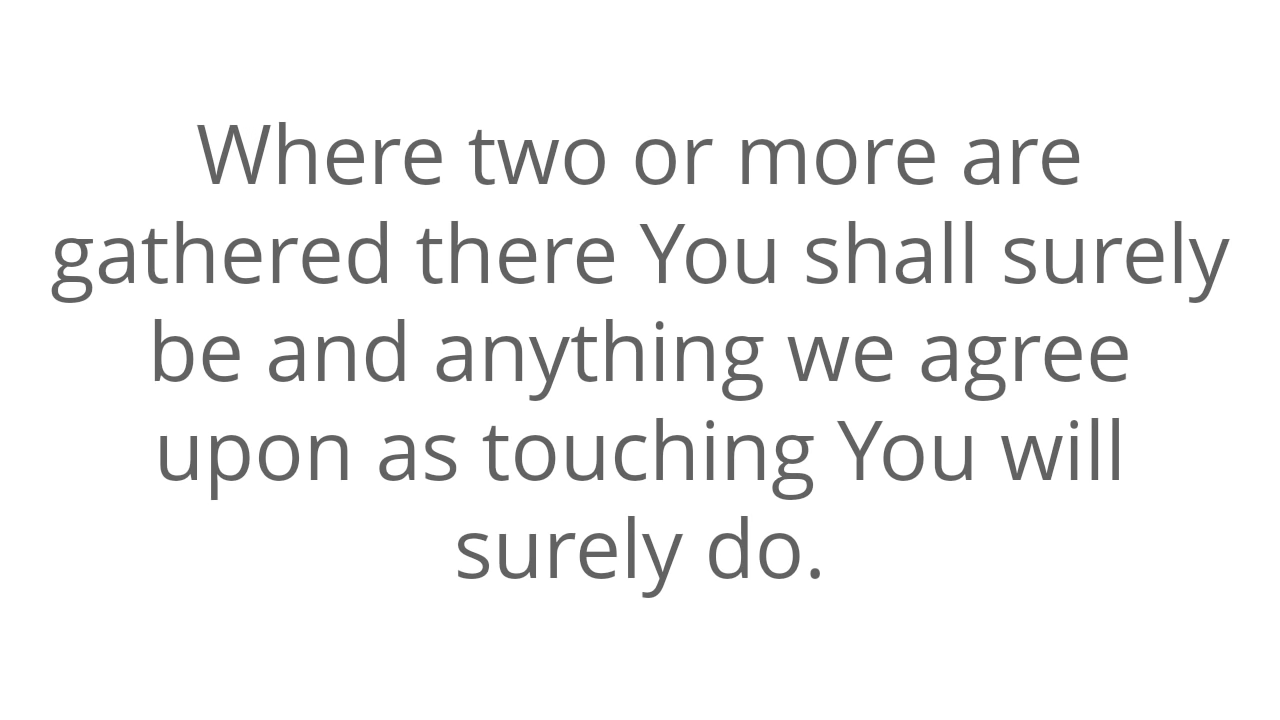 Where two or more are
gathered there You shall surely
be and anything we agree
upon as touching You will
surely do.